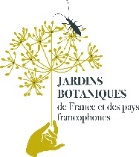 JARDINS
BOTANIQUES
de France et des pays
francophones